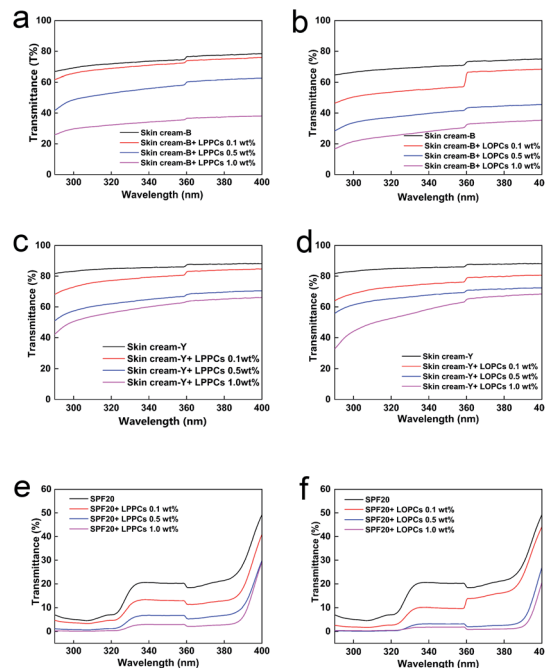 a
100
80
60
40
20
0
Transmittance (T%)
Skin cream-B
Skin cream-B+ LPPCs 0.1 wt%
Skin cream-B+ LPPCs 0.5 wt%
Skin cream-B+ LPPCs 1.0 wt%
300 320 340 360 380 400
Wavelength (nm)
b
100
80
60
40
20
0
Transmittance (%)
Skin cream-B
Skin cream-B+ LOPCs 0.1 wt%
Skin cream-B+ LOPCs 0.5 wt%
Skin cream-B+ LOPCs 1.0 wt%
300 320 340 360 380 400
Wavelength (nm)
c
100
80
60
40
20
0
Transmittance (%)
Skin cream-Y
Skin cream-Y+ LPPCs 0.1wt%
Skin cream-Y+ LPPCs 0.5wt%
Skin cream-Y+ LPPCs 1.0wt%
300 320 340 360 380 400
Wavelength (nm)
d
100
80
60
40
20
0
Transmittance (%)
Skin cream-Y
Skin cream-Y+ LOPCs 0.1 wt%
Skin cream-Y+ LOPCs 0.5 wt%
Skin cream-Y+ LOPCs 1.0 wt%
300 320 340 360 380 400
Wavelength (nm)
e
60
50
40
30
20
10
0
Transmittance (%)
SPF20
SPF20+ LPPCs 0.1 wt%
SPF20+ LPPCs 0.5 wt%
SPF20+ LPPCs 1.0 wt%
300 320 340 360 380 400
Wavelength (nm)
f
60
50
40
30
20
10
0
Transmittance (%)
SPF20
SPF20+ LOPCs 0.1 wt%
SPF20+ LOPCs 0.5 wt%
SPF20+ LOPCs 1.0 wt%
300 320 340 360 380 400
Wavelength (nm)